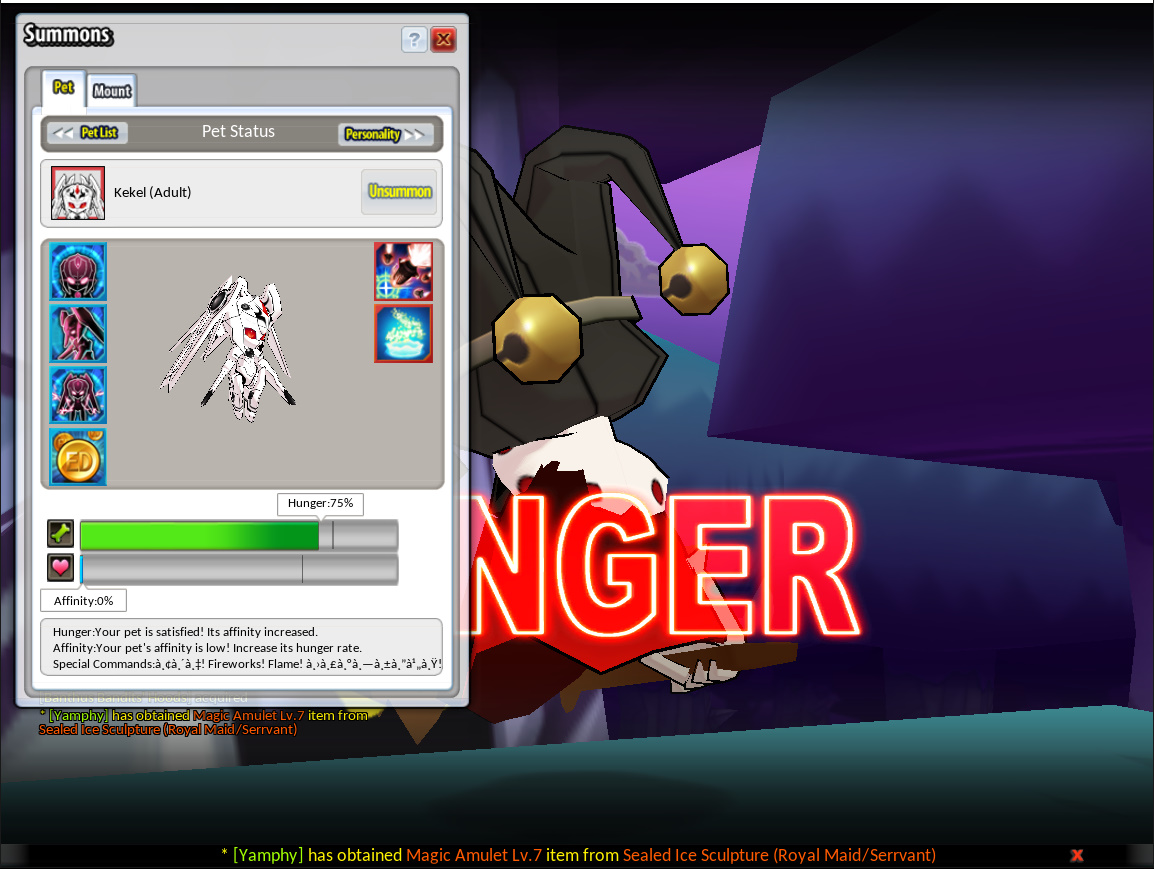 Summons
?
Pet
Mount
Pet List
Pet Status
Personality
Kekel (Adult)
Unsummon
ED
Hunger:75%
Affinity:0%
Hunger:Your pet is satisfied! Its affinity increased.
Affinity:Your pet's affinity is low! Increase its hunger rate.
Special Commands:à¸¢à¸´à¸‡! Fireworks! Flame! à¸›à¸£à¸°à¸—à¸±à¸”à¹„à¸Ÿ!
NGER
* [Yamphy] has obtained Magic Amulet Lv.7 item from
Sealed Ice Sculpture (Royal Maid/Serrvant)
* [Yamphy] has obtained Magic Amulet Lv.7 item from Sealed Ice Sculpture (Royal Maid/Serrvant)